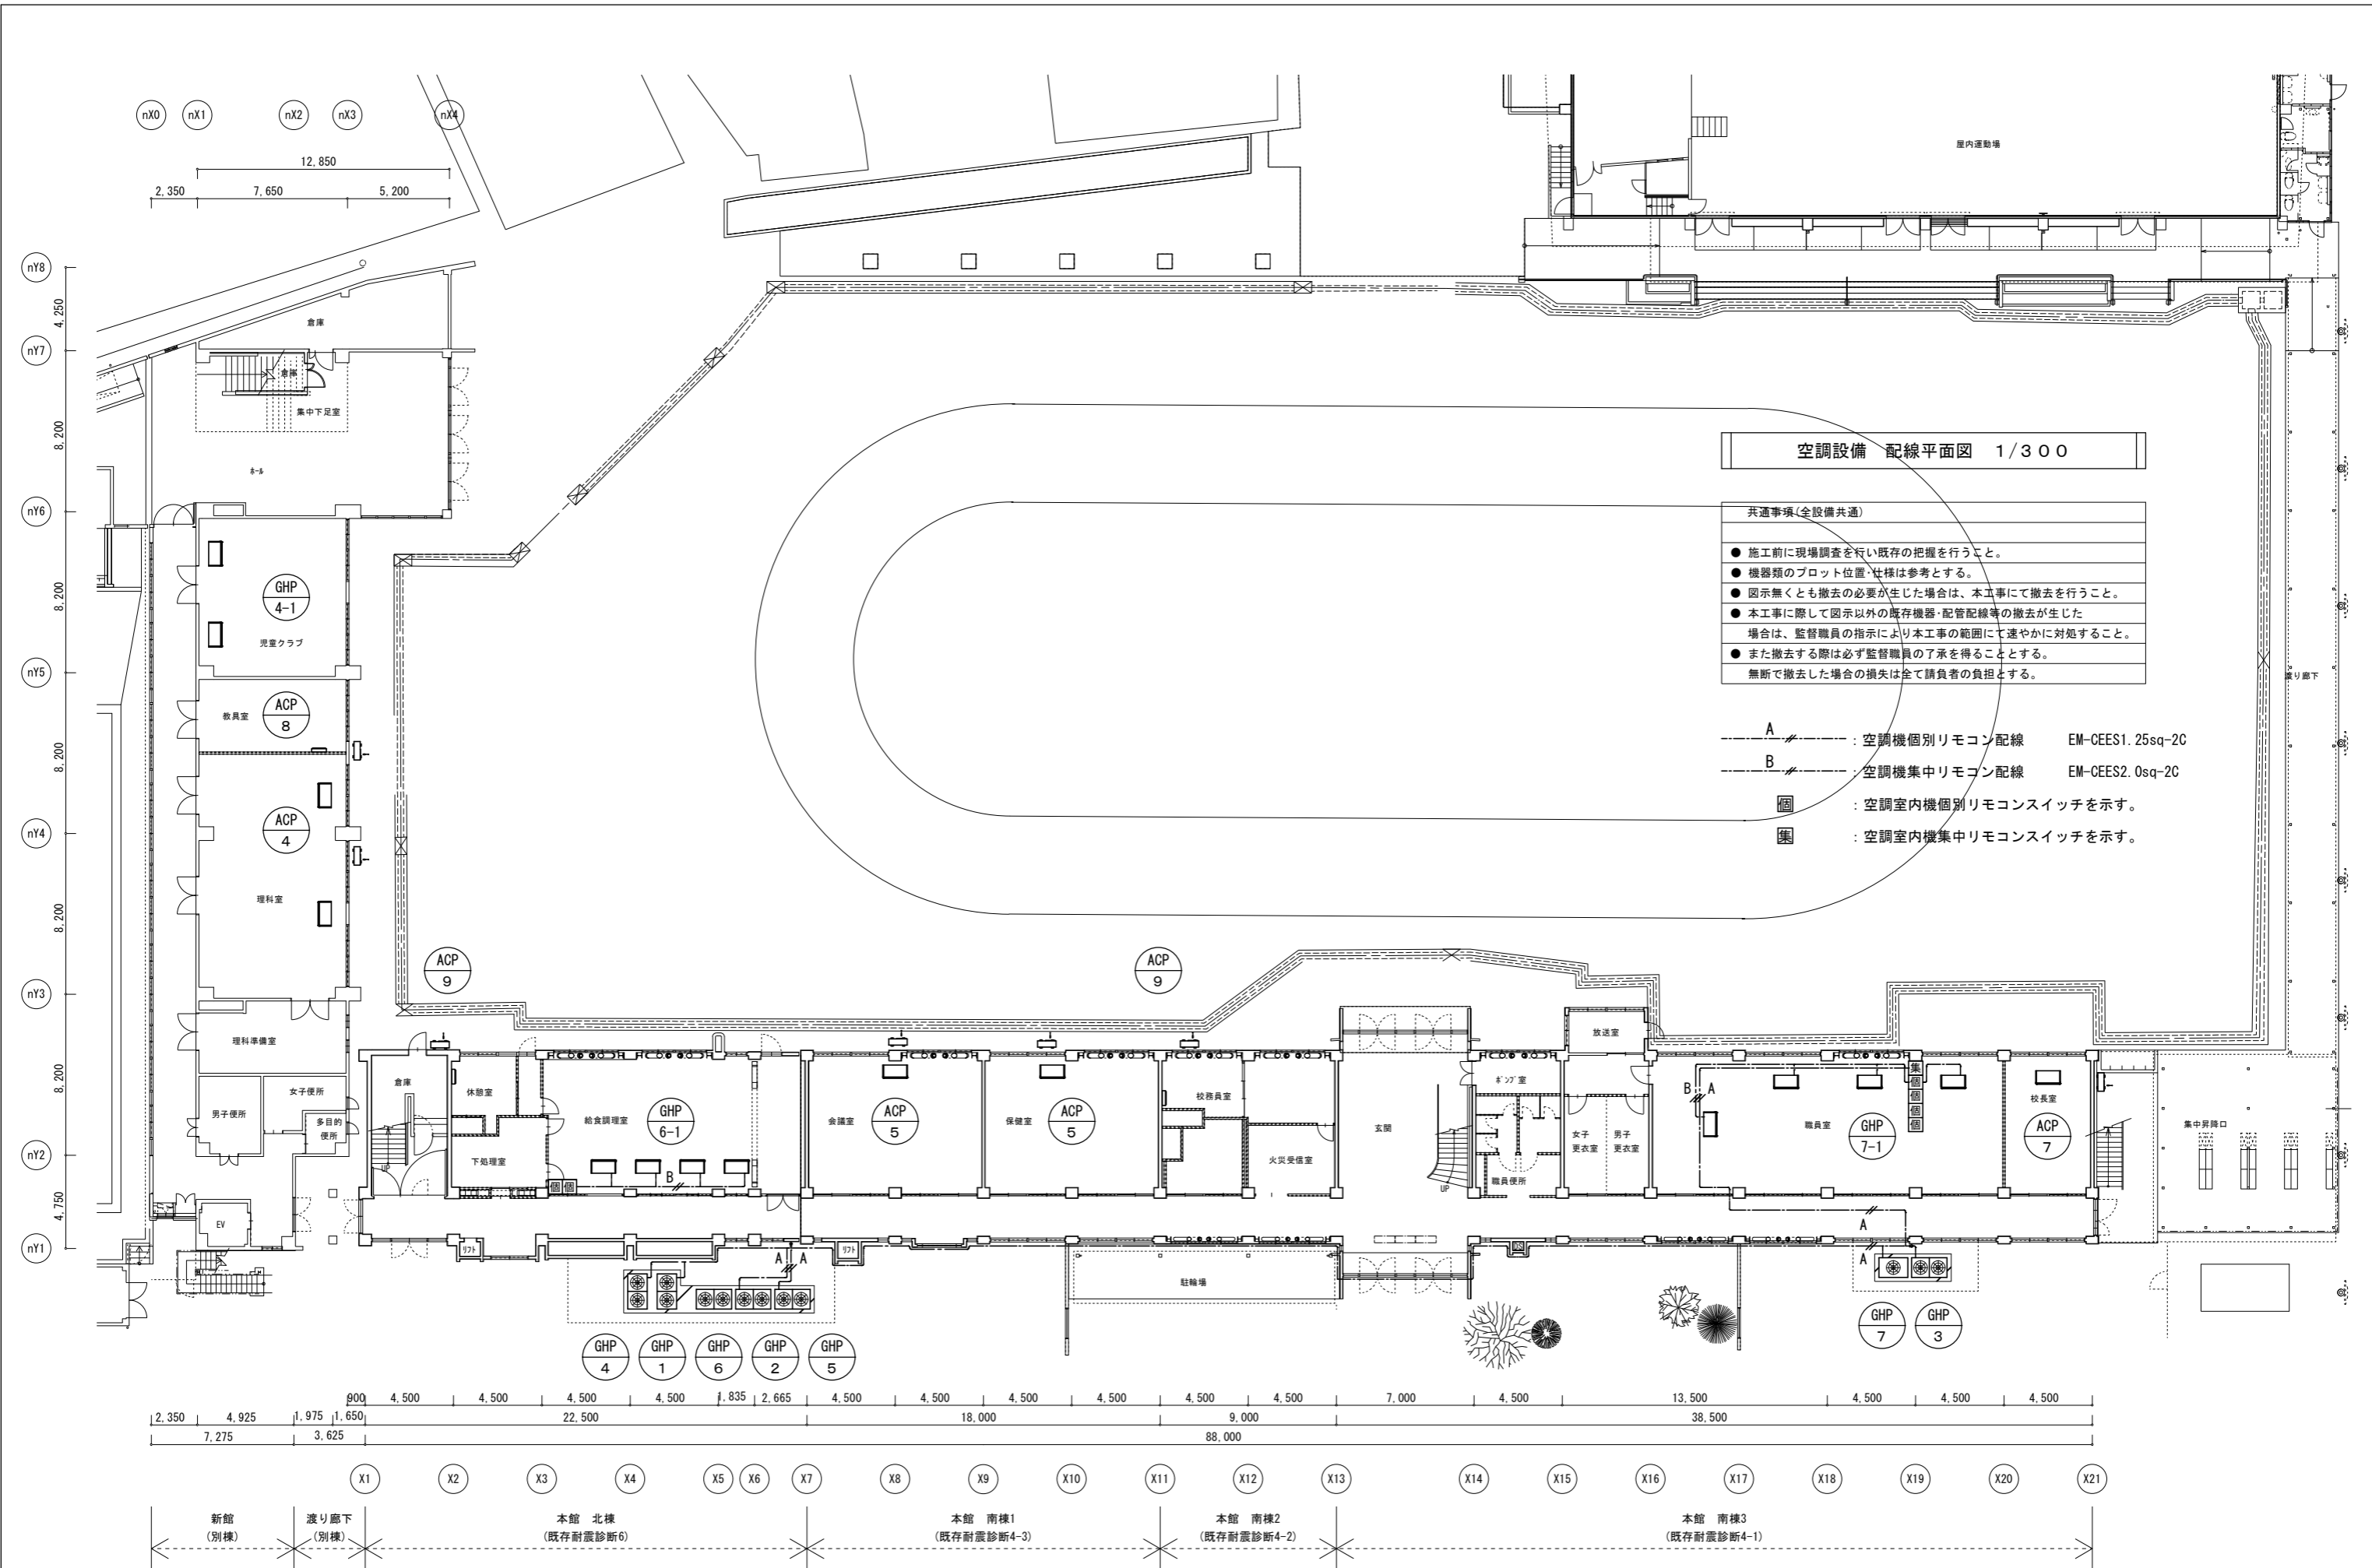 nX0 nX1 nX2 nX3 nX4
12,850
2,350 7,650 5,200
屋内運動場
nY8
4,250
nY7
8,200
nY6
8,200
nY5
8,200
nY4
8,200
nY3
8,200
nY2
4,750
nY1
倉庫
倉庫
集中下足室
ホール
GHP
4-1
児童クラブ
教員室
ACP
8
ACP
4
理科室
理科準備室
男子便所
女子便所
多目的
便所
EV
空調設備 配線平面図 1/300
共通事項(全設備共通)
● 施工前に現場調査を行い既存の把握を行うこと。
● 機器類のプロット位置・仕様は参考とする。
● 図示無くとも撤去の必要が生じた場合は、本工事にて撤去を行うこと。
● 本工事に際して図示以外の既存機器・配管配線等の撤去が生じた
場合は、監督職員の指示により本工事の範囲にて速やかに対処すること。
● また撤去する際は必ず監督職員の了承を得ることとする。
無断で撤去した場合の損失は全て請負者の負担とする。
渡り廊下
A : 空調機個別リモコン配線 EM-CEES1.25sq-2C
B : 空調機集中リモコン配線 EM-CEES2.0sq-2C
個 : 空調室内機個別リモコンスイッチを示す。
集 : 空調室内機集中リモコンスイッチを示す。
ACP
9
ACP
9
倉庫
UP
休憩室
下処理室
給食調理室
GHP
6-1
B
個 個
リフト
会議室
ACP
5
保健室
ACP
5
リフト
校務員室
火災受信室
玄関
UP
ポンプ室
職員便所
放送室
女子
更衣室
男子
更衣室
B A
職員室
GHP
7-1
集
個
個
個
個
校長室
ACP
7
集中昇降口
A A
駐輪場
A
A
GHP
4
GHP
1
GHP
6
GHP
2
GHP
5
GHP
7
GHP
3
900 4,500 4,500 4,500 4,500 1,835 2,665 4,500 4,500 4,500 4,500 4,500 4,500 7,000 4,500 13,500 4,500 4,500 4,500
2,350 4,925 1,975 1,650 22,500 18,000 9,000 38,500
7,275 3,625 88,000
X1 X2 X3 X4 X5 X6 X7 X8 X9 X10 X11 X12 X13 X14 X15 X16 X17 X18 X19 X20 X21
新館
(別棟)
渡り廊下
(別棟)
本館 北棟
(既存耐震診断6)
本館 南棟1
(既存耐震診断4-3)
本館 南棟2
(既存耐震診断4-2)
本館 南棟3
(既存耐震診断4-1)